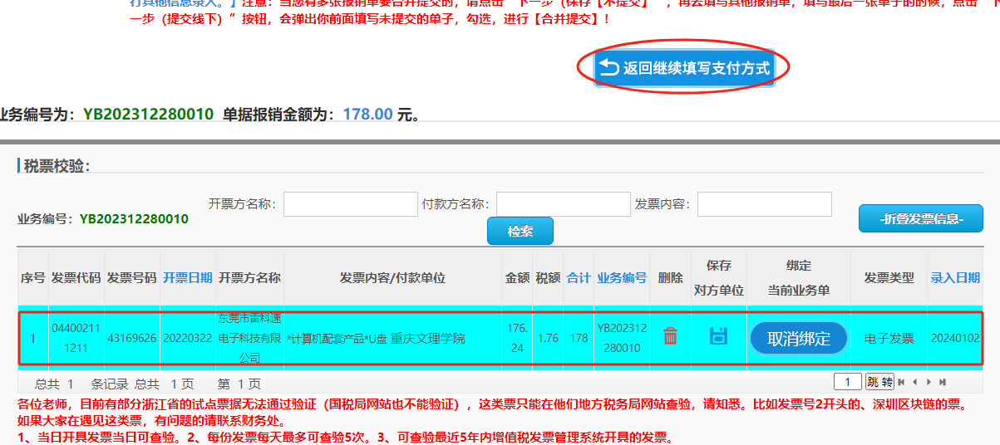 行其他信息录入。】注意：当您有多张报销单要合并提交的，请点击“下一步（保存【不提交】”，再去填写其他报销单，填写最后一张单子的时候，点击“下
一步（提交线下）”按钮，会弹出你前面填写未提交的单子，勾选，进行【合并提交】！
返回继续填写支付方式
业务编号为：YB202312280010 单据报销金额为：178.00 元。
税票校验：
开票方名称： 付款方名称： 发票内容：
业务编号：YB202312280010
-折叠发票信息-
检索
序号 发票代码 发票号码 开票日期 开票方名称 发票内容/付款单位 金额 税额 合计 业务编号 删除 保存 对方单位 绑定 当前业务单 发票类型 录入日期
1 04400211 1211 43169626 20220322 东莞市雷科速 电子科技有限 公司 *计算机配套产品*U盘 重庆文理学院 176. 24 1.76 178 YB202312 280010 取消绑定 电子发票 20240102
总共 1 条记录 总共 1 页 第 1 页 1 跳 转
各位老师，目前有部分浙江省的试点票据无法通过验证（国税局网站也不能验证），这类票只能在他们地方税务局网站查验，请知悉。比如发票号2开头的、深圳区块链的票。
如果大家在遇见这类票，有问题的请联系财务处。
1、当日开具发票当日可查验。2、每份发票每天最多可查验5次。3、可查验最近5年内增值税发票管理系统开具的发票。